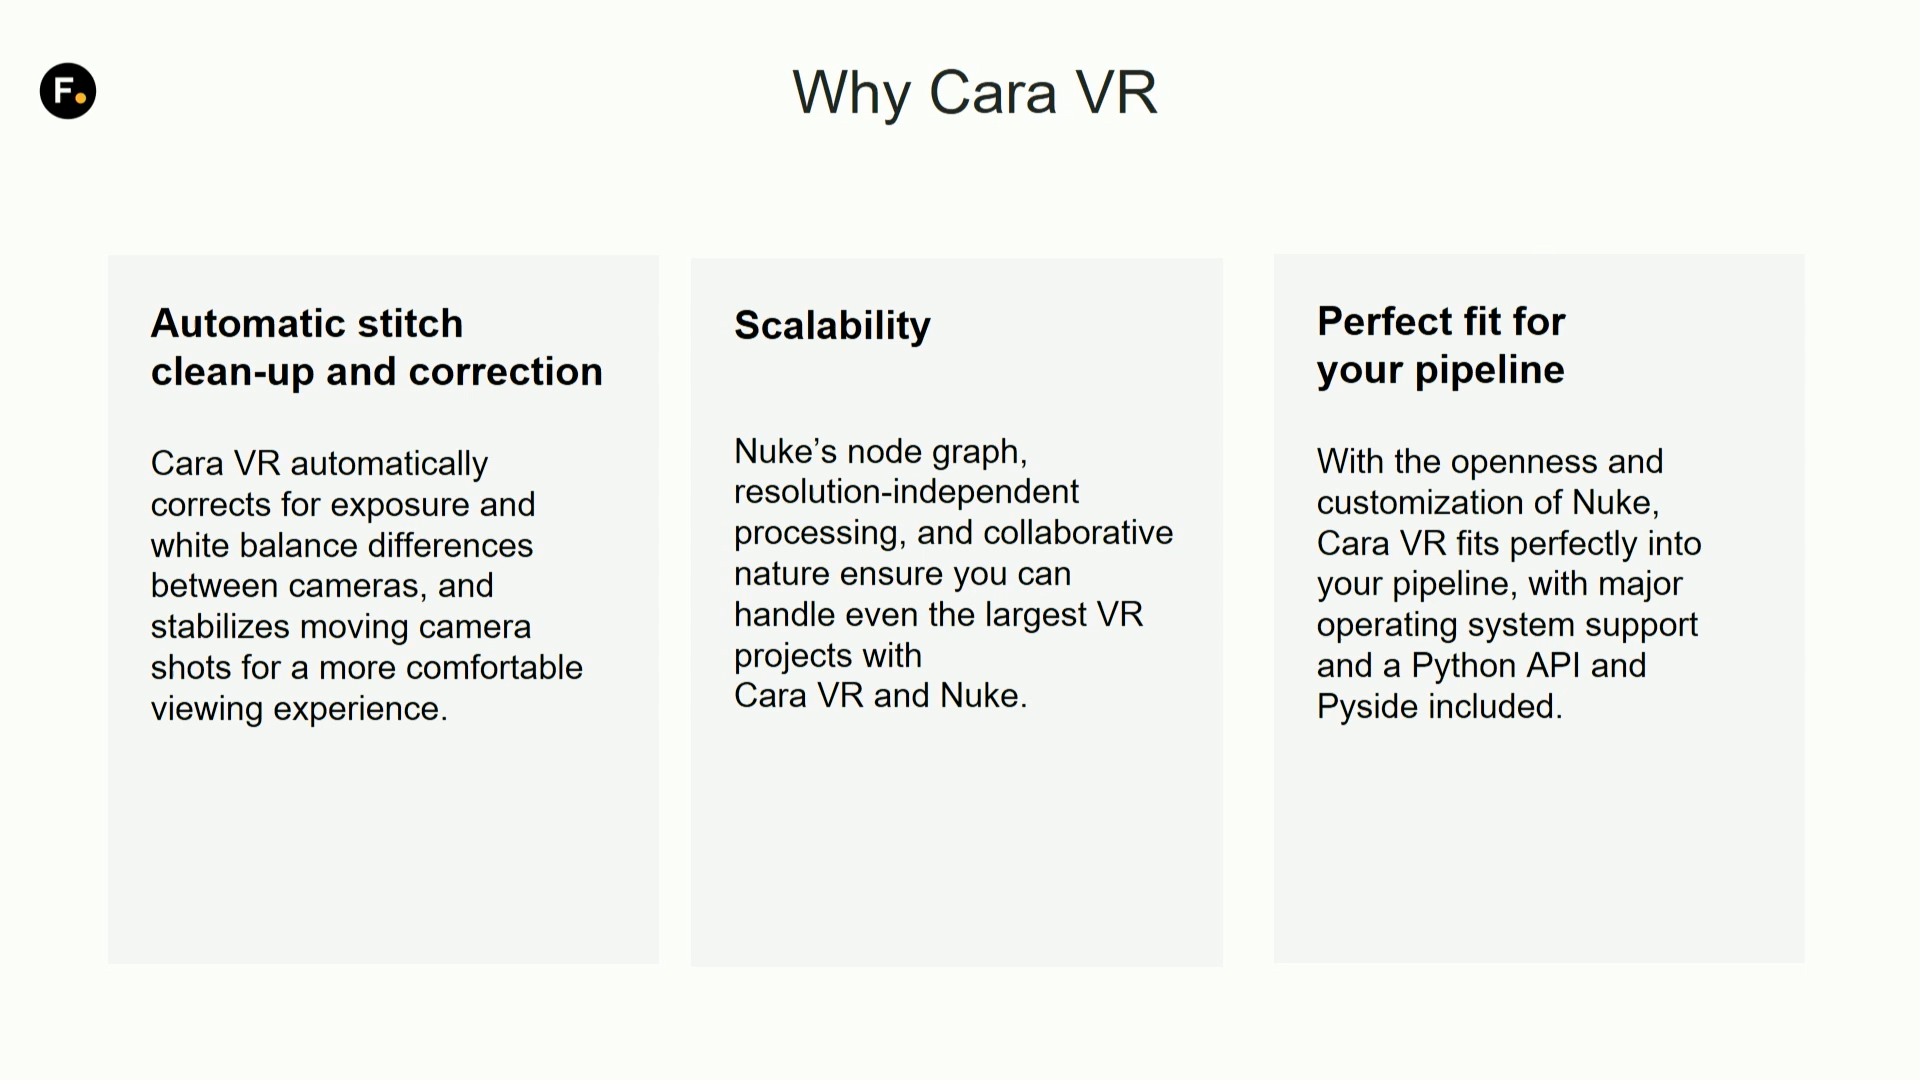 F.
Why Cara VR
Automatic stitch
clean-up and correction
Cara VR automatically
corrects for exposure and
white balance differences
between cameras, and
stabilizes moving camera
shots for a more comfortable
viewing experience.
Scalability
Nuke’s node graph,
resolution-independent
processing, and collaborative
nature ensure you can
handle even the largest VR
projects with
Cara VR and Nuke.
Perfect fit for
your pipeline
With the openness and
customization of Nuke,
Cara VR fits perfectly into
your pipeline, with major
operating system support
and a Python API and
Pyside included.